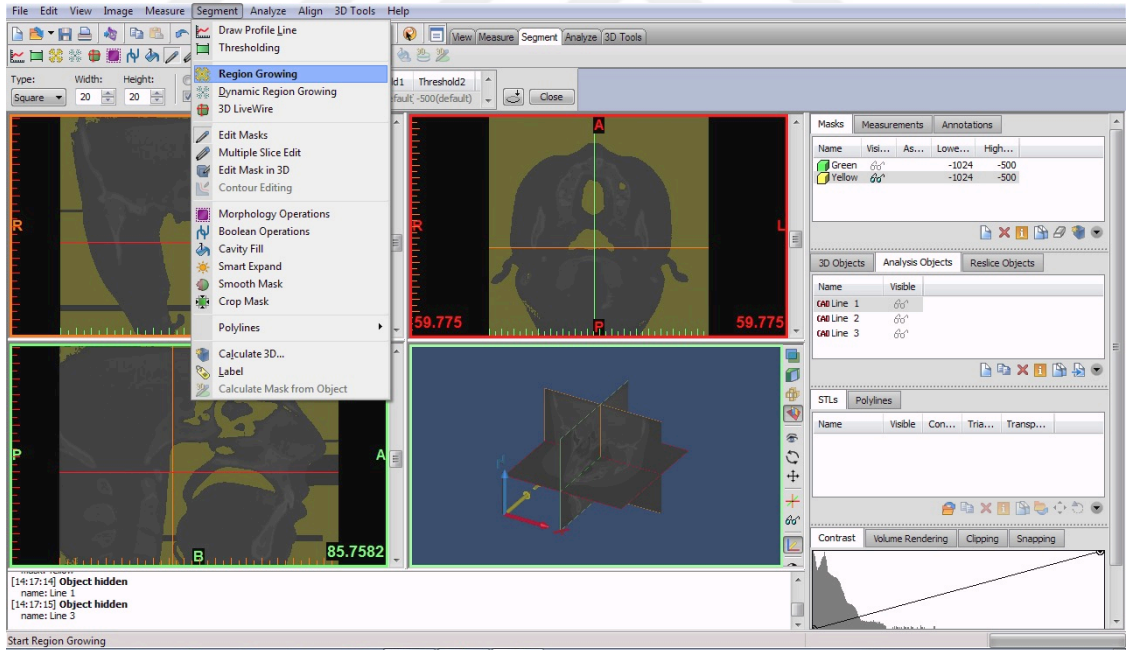 File Edit View Image Measure Segment Analyze Align 3D Tools Help
View Measure Segment Analyze 3D Tools
Type: Width: Height:
Square 20 20
Threshold2
-500(default) Close
Draw Profile Line
Thresholding
Region Growing
Dynamic Region Growing
3D LiveWire
Edit Masks
Multiple Slice Edit
Edit Mask in 3D
Contour Editing
Morphology Operations
Boolean Operations
Cavity Fill
Smart Expand
Smooth Mask
Crop Mask
Polylines
Calculate 3D...
Label
Calculate Mask from Object
R
A
R L
59.775 P 59.775
P A
B 85.7582
Masks Measurements Annotations
Name Visi... As... Lowe... High...
Green -1024 -500
Yellow -1024 -500
3D Objects Analysis Objects Reslice Objects
Name Visible
CAD Line 1
CAD Line 2
CAD Line 3
STLs Polylines
Name Visible Con... Tria... Transp...
Contrast Volume Rendering Clipping Snapping
[14:17:14] Object hidden
name: Line 1
[14:17:15] Object hidden
name: Line 3
Start Region Growing